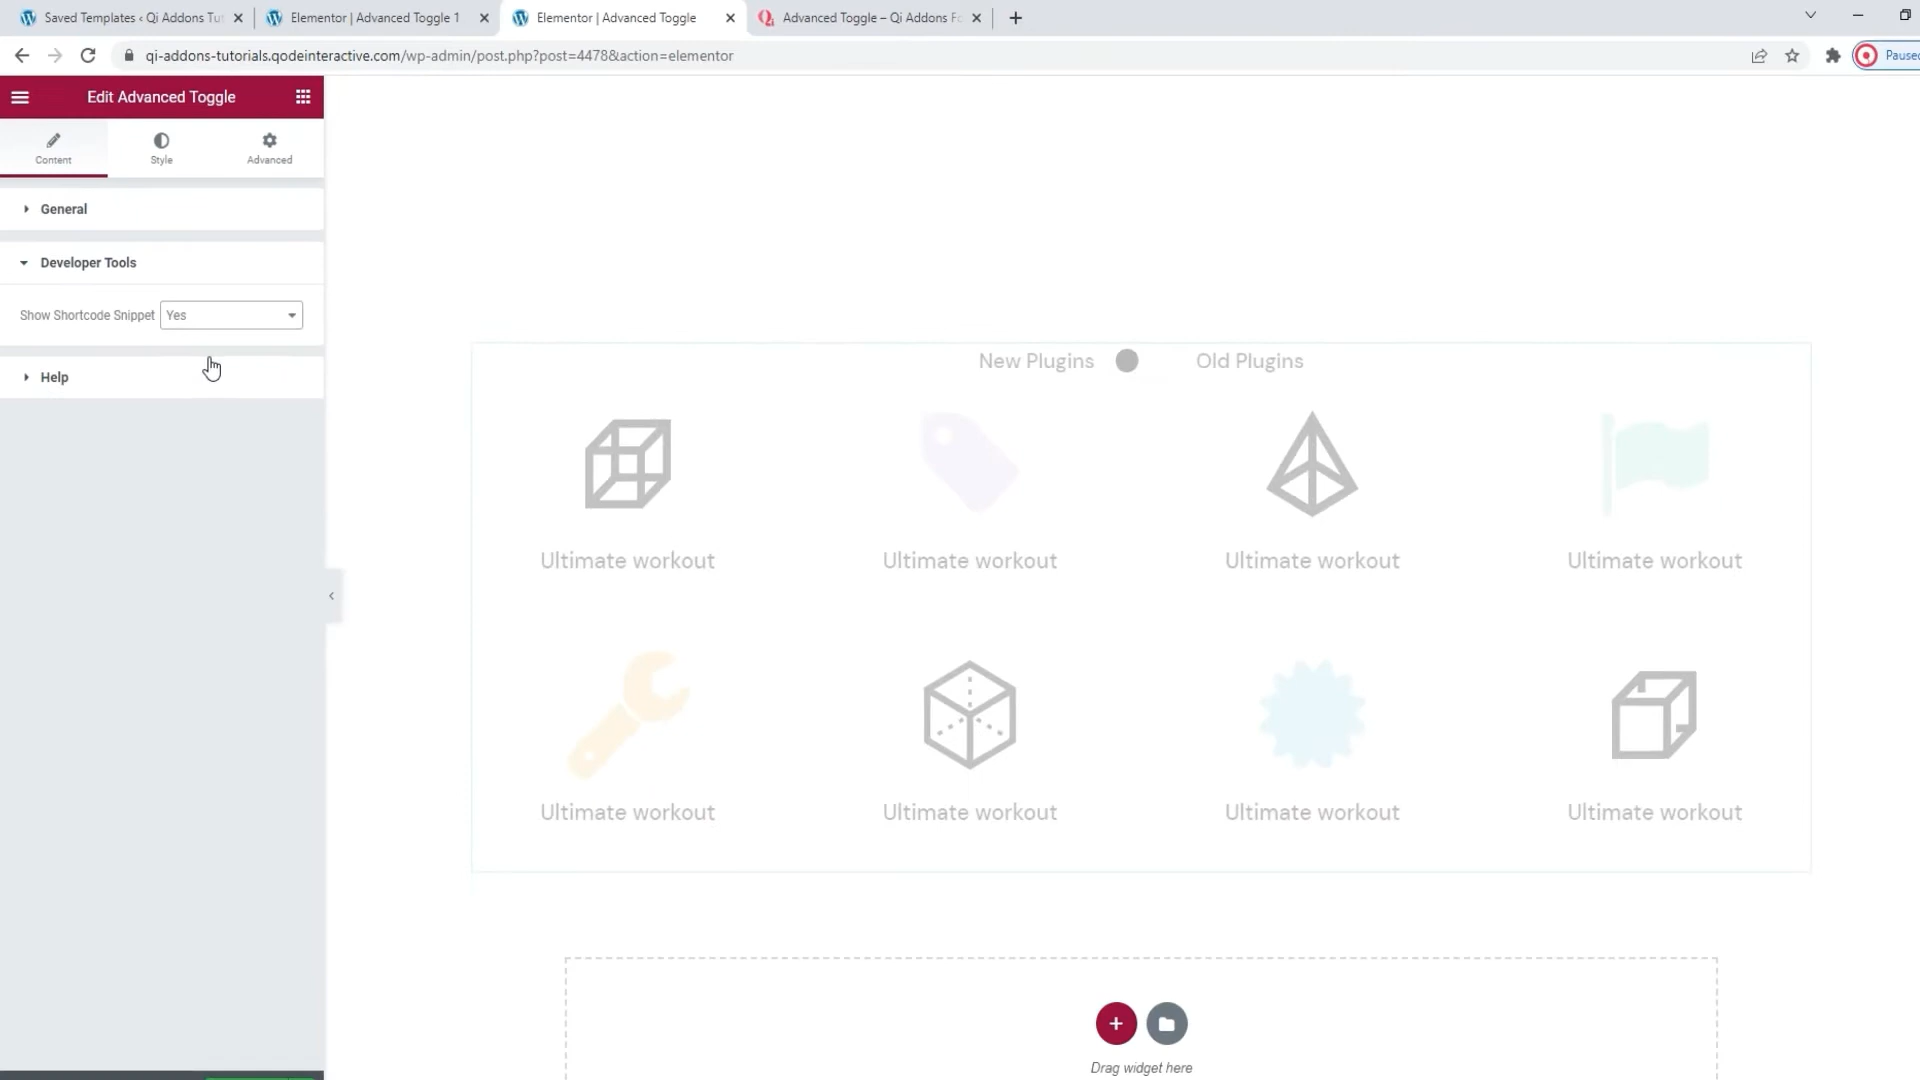 Saved Templates ‹ Qi Addons Tut
Elementor | Advanced Toggle 1
Elementor | Advanced Toggle
Advanced Toggle – Qi Addons Fo
qi-addons-tutorials.qodeinteractive.com/wp-admin/post.php?post=4478&action=elementor
Paused
Edit Advanced Toggle
Content
Style
Advanced
General
Developer Tools
Show Shortcode Snippet
Yes
Help
New Plugins
Old Plugins
Ultimate workout
Ultimate workout
Ultimate workout
Ultimate workout
Ultimate workout
Ultimate workout
Ultimate workout
Ultimate workout
Drag widget here